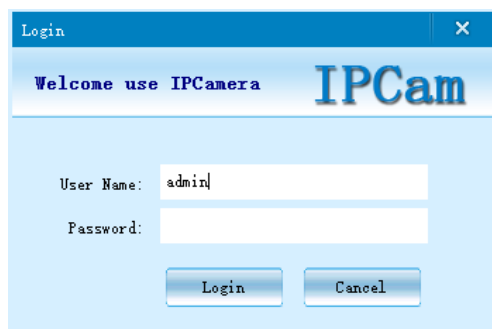 Login
Welcome use IPCamera
IPCam
User Name: admin
Password:
Login Cancel